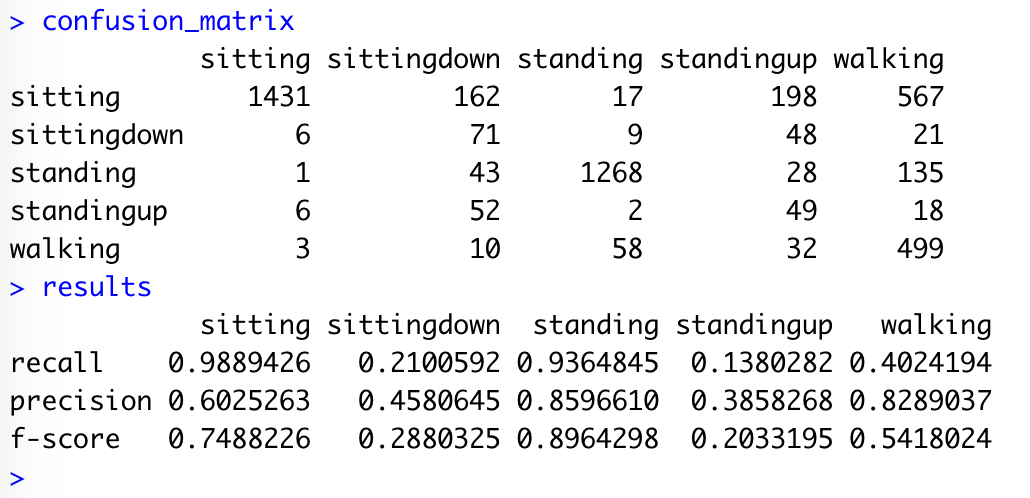 > confusion_matrix
            sitting sittingdown standing standingup walking
sitting        1431         162       17        198     567
sittingdown       6          71        9         48      21
standing          1          43     1268         28     135
standingup        6          52        2         49      18
walking           3          10       58         32     499
> results
            sitting sittingdown  standing standingup   walking
recall    0.9889426   0.2100592 0.9364845  0.1380282 0.4024194
precision 0.6025263   0.4580645 0.8596610  0.3858268 0.8289037
f-score   0.7488226   0.2880325 0.8964298  0.2033195 0.5418024
>